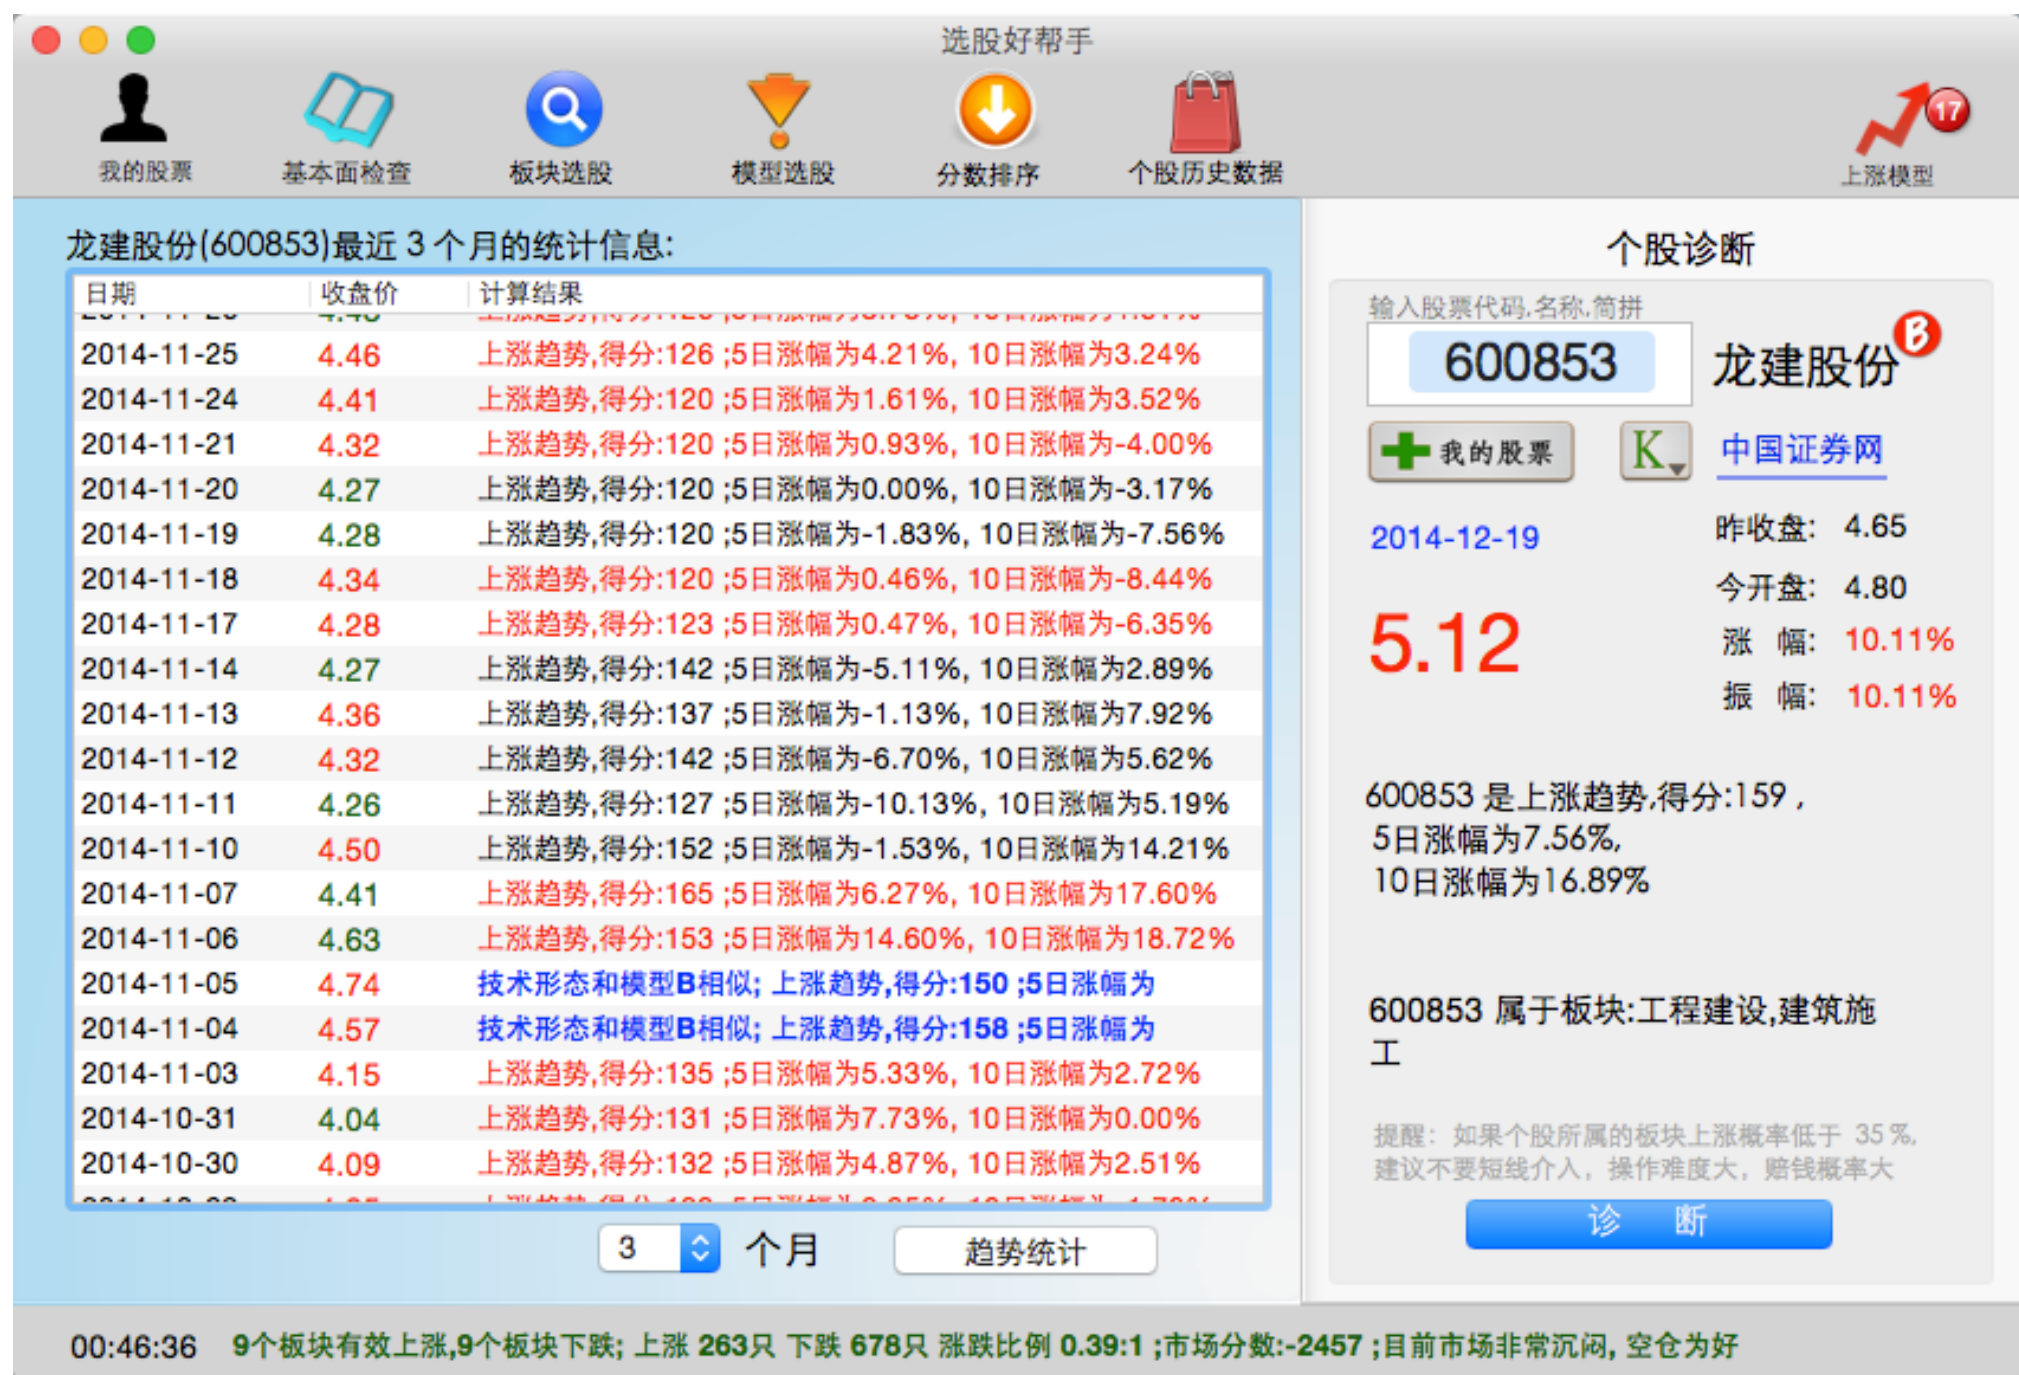 选股好帮手
我的股票
基本面检查
板块选股
模型选股
分数排序
个股历史数据
17
上涨模型
龙建股份(600853)最近 3 个月的统计信息:
日期 收盘价 计算结果
2014-11-25 4.46 上涨趋势,得分:126 ;5日涨幅为4.21%, 10日涨幅为3.24%
2014-11-24 4.41 上涨趋势,得分:120 ;5日涨幅为1.61%, 10日涨幅为3.52%
2014-11-21 4.32 上涨趋势,得分:120 ;5日涨幅为0.93%, 10日涨幅为-4.00%
2014-11-20 4.27 上涨趋势,得分:120 ;5日涨幅为0.00%, 10日涨幅为-3.17%
2014-11-19 4.28 上涨趋势,得分:120 ;5日涨幅为-1.83%, 10日涨幅为-7.56%
2014-11-18 4.34 上涨趋势,得分:120 ;5日涨幅为0.46%, 10日涨幅为-8.44%
2014-11-17 4.28 上涨趋势,得分:123 ;5日涨幅为0.47%, 10日涨幅为-6.35%
2014-11-14 4.27 上涨趋势,得分:142 ;5日涨幅为-5.11%, 10日涨幅为2.89%
2014-11-13 4.36 上涨趋势,得分:137 ;5日涨幅为-1.13%, 10日涨幅为7.92%
2014-11-12 4.32 上涨趋势,得分:142 ;5日涨幅为-6.70%, 10日涨幅为5.62%
2014-11-11 4.26 上涨趋势,得分:127 ;5日涨幅为-10.13%, 10日涨幅为5.19%
2014-11-10 4.50 上涨趋势,得分:152 ;5日涨幅为-1.53%, 10日涨幅为14.21%
2014-11-07 4.41 上涨趋势,得分:165 ;5日涨幅为6.27%, 10日涨幅为17.60%
2014-11-06 4.63 上涨趋势,得分:153 ;5日涨幅为14.60%, 10日涨幅为18.72%
2014-11-05 4.74 技术形态和模型B相似; 上涨趋势,得分:150 ;5日涨幅为
2014-11-04 4.57 技术形态和模型B相似; 上涨趋势,得分:158 ;5日涨幅为
2014-11-03 4.15 上涨趋势,得分:135 ;5日涨幅为5.33%, 10日涨幅为2.72%
2014-10-31 4.04 上涨趋势,得分:131 ;5日涨幅为7.73%, 10日涨幅为0.00%
2014-10-30 4.09 上涨趋势,得分:132 ;5日涨幅为4.87%, 10日涨幅为2.51%
3 个月 趋势统计
个股诊断
输入股票代码,名称,简拼
600853 龙建股份 B
我的股票 K 中国证券网
2014-12-19 昨收盘: 4.65
今开盘: 4.80
5.12 涨 幅: 10.11%
振 幅: 10.11%
600853 是上涨趋势,得分:159 ,
5日涨幅为7.56%,
10日涨幅为16.89%
600853 属于板块:工程建设,建筑施
工
提醒: 如果个股所属的板块上涨概率低于 35%,
建议不要短线介入, 操作难度大, 赔钱概率大
诊 断
00:46:36 9个板块有效上涨,9个板块下跌; 上涨 263只 下跌 678只 涨跌比例 0.39:1 ;市场分数:-2457 ;目前市场非常沉闷, 空仓为好